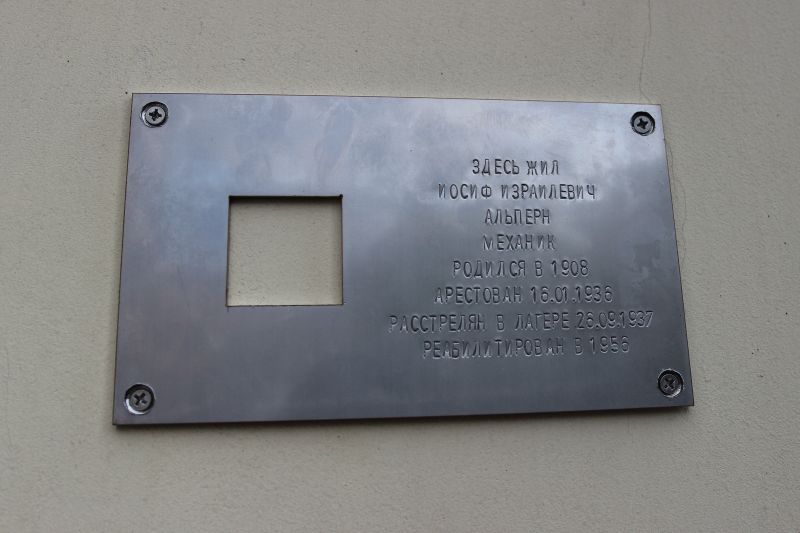 ЗДЕСЬ ЖИЛ
ИОСИФ ИЗРАИЛЕВИЧ
АЛЬПЕРН
МЕХАНИК
РОДИЛСЯ В 1908
АРЕСТОВАН 16.01.1936
РАССТРЕЛЯН В ЛАГЕРЕ 26.09.1937
РЕАБИЛИТИРОВАН В 1956